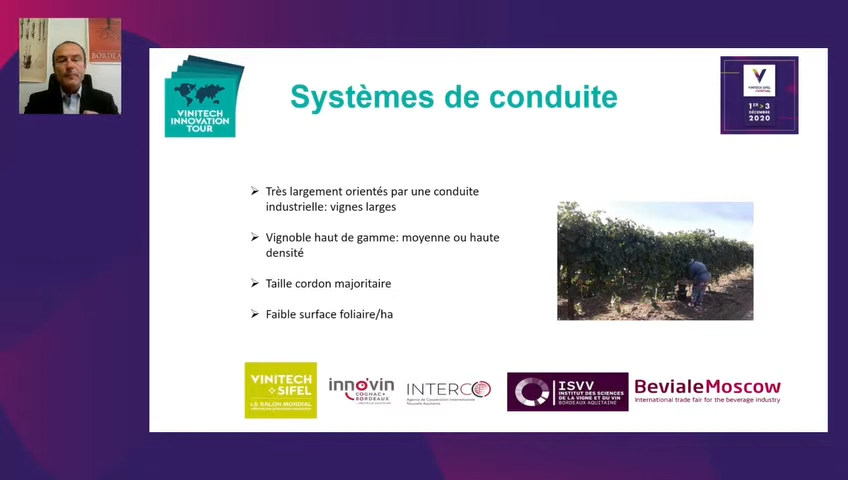 BORDEA
VINITECH
INNOVATION
TOUR
Systèmes de conduite
VINITECH SIFEL
1ER > 3
DÉCEMBRE
2020
➢ Très largement orientés par une conduite
industrielle: vignes larges
➢ Vignoble haut de gamme: moyenne ou haute
densité
➢ Taille cordon majoritaire
➢ Faible surface foliaire/ha
VINITECH
SIFEL
LE SALON MONDIAL
inno'vin
COGNAC+
BORDEAUX
INTERCO
Agence de Coopération Internationale
Nouvelle-Aquitaine
ISVV
INSTITUT DES SCIENCES
DE LA VIGNE ET DU VIN
BORDEAUX AQUITAINE
BevialeMoscow
International trade fair for the beverage industry